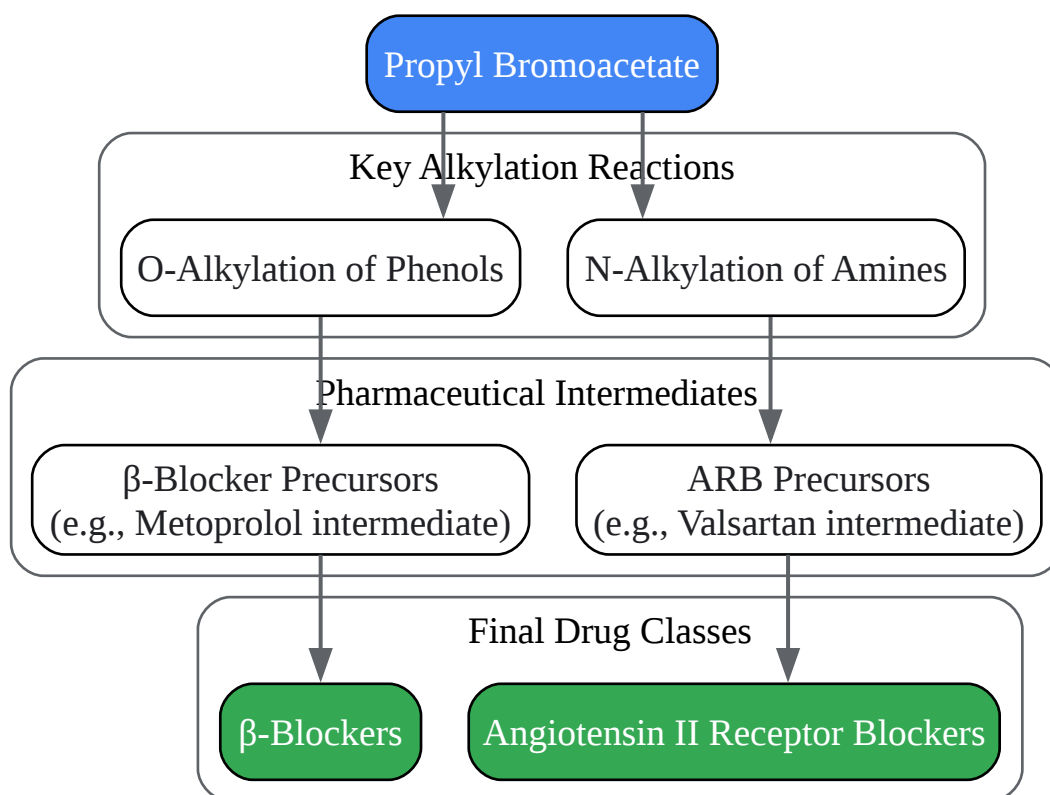 Propyl Bromoacetate
Key Alkylation Reactions
O-Alkylation of Phenols
N-Alkylation of Amines
Pharmaceutical Intermediates
β-Blocker Precursors
(e.g., Metoprolol intermediate)
ARB Precursors
(e.g., Valsartan intermediate)
Final Drug Classes
β-Blockers
Angiotensin II Receptor Blockers